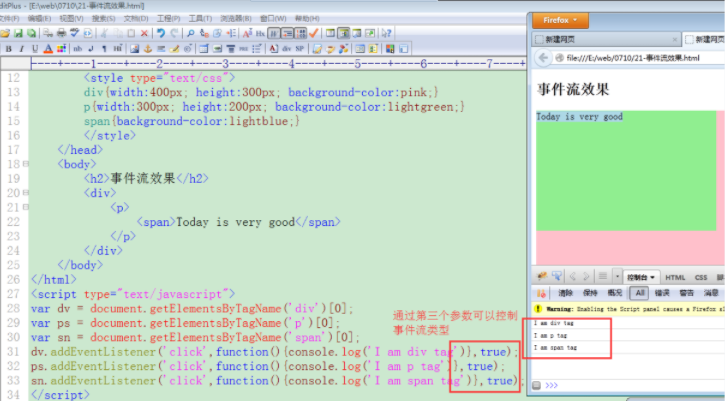 ditPlus - [E:\web\0710\21-事件流效果.html]
文件(F) 编辑(E) 视图(V) 搜索(S) 文档(D) 工程(P) 工具(T) 浏览器(B) 窗口(W) 帮助(H)
----+----1----+----2----+----3----+----4----+----5----+----6----+----7----+
12 <style type="text/css">
13 div{width:400px; height:300px; background-color:pink;}
14 p{width:300px; height:200px; background-color:lightgreen;}
15 span{background-color:lightblue;}
16 </style>
17 </head>
18 <body>
19 <h2>事件流效果</h2>
20 <div>
21 <p>
22 <span>Today is very good</span>
23 </p>
24 </div>
25 </body>
26 </html>
27 <script type="text/javascript">
28 var dv = document.getElementsByTagName('div')[0];
29 var ps = document.getElementsByTagName('p')[0];
30 var sn = document.getElementsByTagName('span')[0];
31 dv.addEventListener('click',function(){console.log('I am div tag')},true);
32 ps.addEventListener('click',function(){console.log('I am p tag')},true);
33 sn.addEventListener('click',function(){console.log('I am span tag')},true);
34 </script>
通过第三个参数可以控制
事件流类型
Firefox
新建网页 新建网页
file:///E:/web/0710/21-事件流效果.html
事件流效果
Today is very good
控制台 HTML CSS
清除 保持 概况 All 错误 警告 消息
Warning: Enabling the Script panel causes a Firefox
I am div tag
I am p tag
I am span tag
>>>